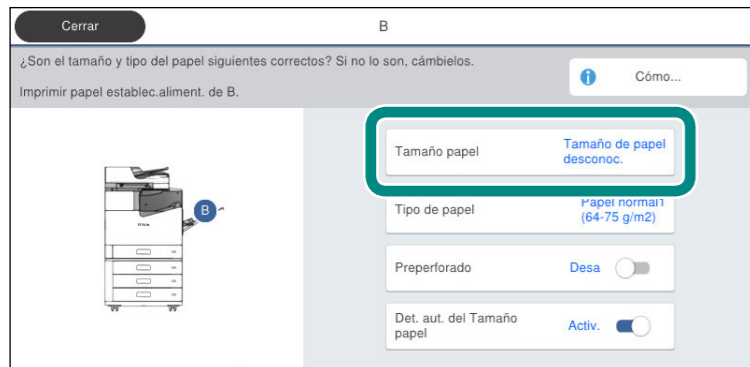 Cerrar
B
¿Son el tamaño y tipo del papel siguientes correctos? Si no lo son, cámbielos.
Cómo...
Imprimir papel establec.aliment. de B.
Tamaño papel
Tamaño de papel
desconoc.
B
EPSON
Tipo de papel
Papel normal1
(64-75 g/m2)
Preperforado
Desa
Det. aut. del Tamaño
papel
Activ.